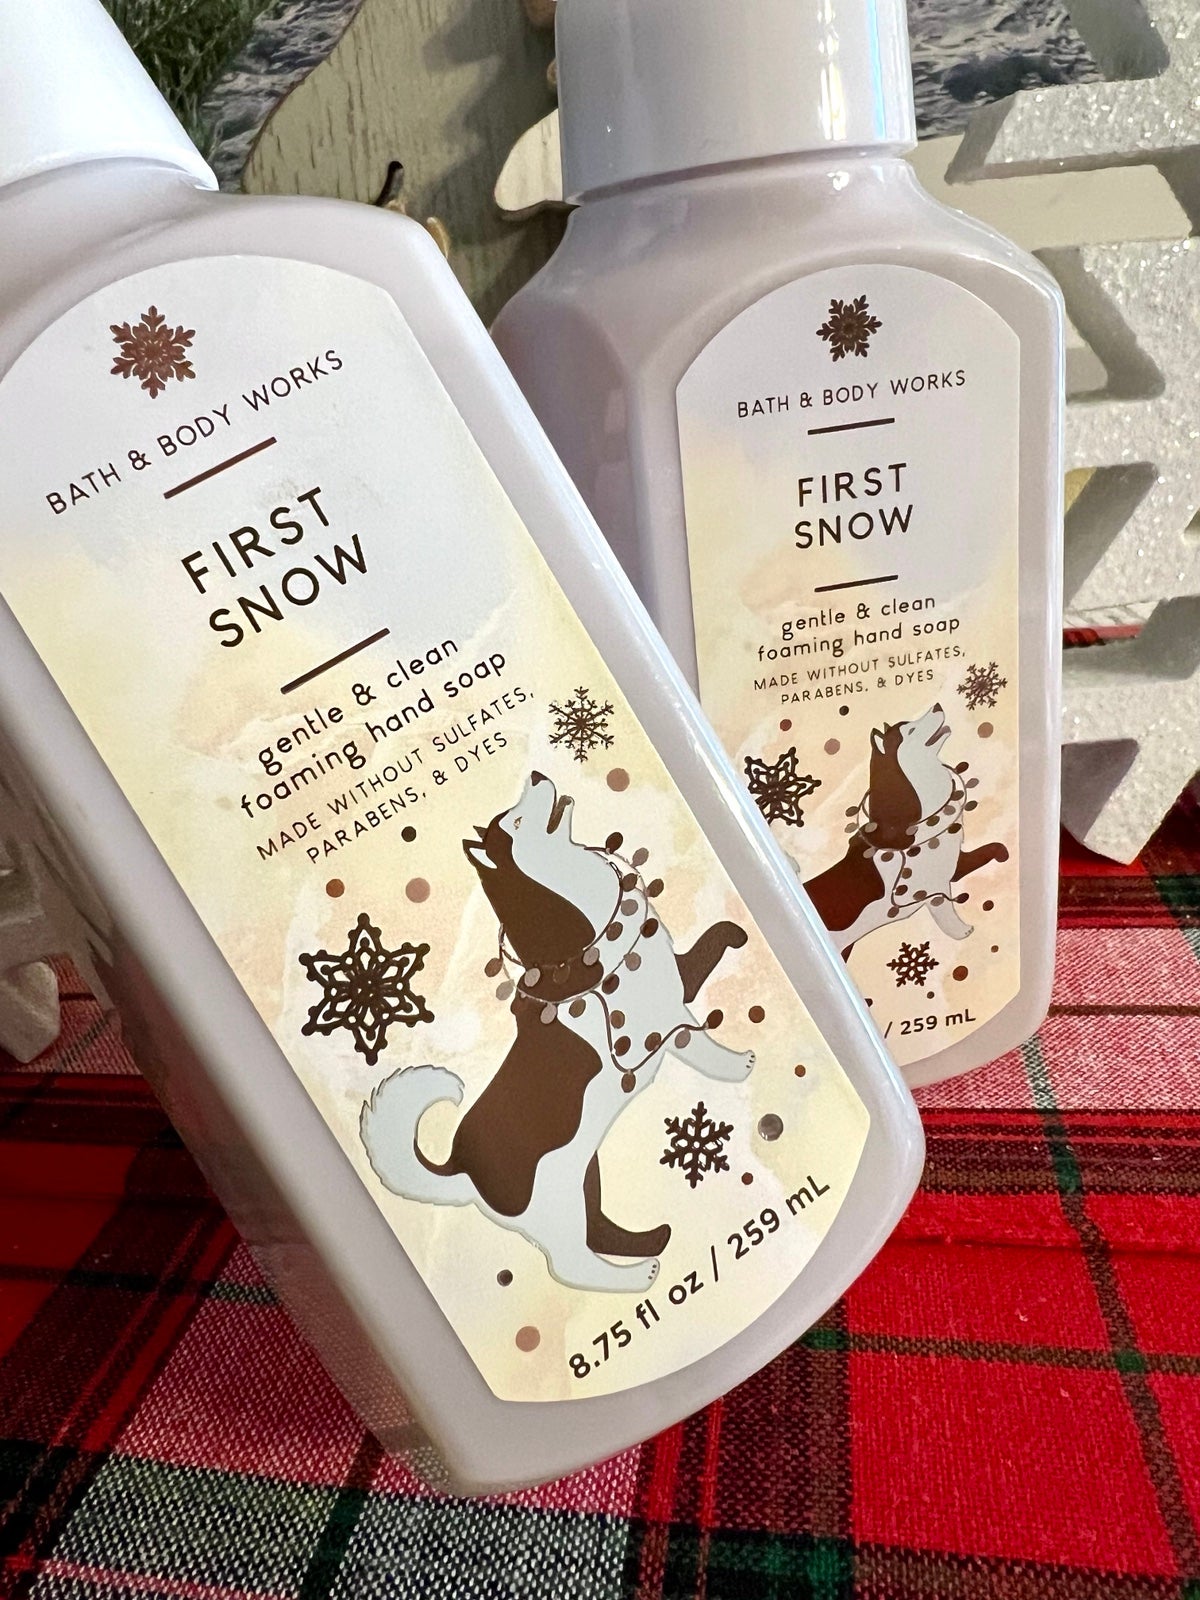 BATH & BODY WORKS
FIRST
SNOW
gentle & clean
foaming hand soap
MADE WITHOUT SULFATES,
PARABENS, & DYES
8.75 fl oz / 259 mL
BATH & BODY WORKS
FIRST
SNOW
gentle & clean
foaming hand soap
MADE WITHOUT SULFATES,
PARABENS, & DYES
/ 259 mL